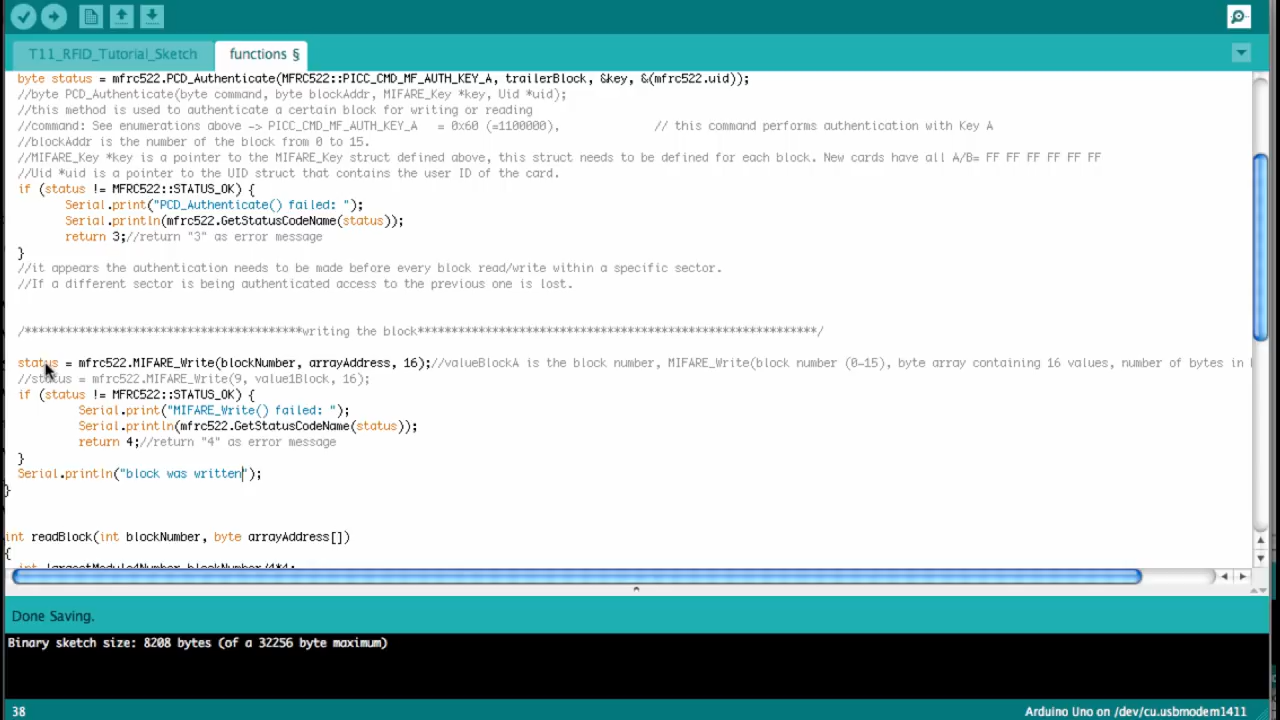 T11_RFID_Tutorial_Sketch
functions §
byte status = mfrc522.PCD_Authenticate(MFRC522::PICC_CMD_MF_AUTH_KEY_A, trailerBlock, &key, &(mfrc522.uid));
//byte PCD_Authenticate(byte command, byte blockAddr, MIFARE_Key *key, Uid *uid);
//this method is used to authenticate a certain block for writing or reading
//command: See enumerations above -> PICC_CMD_MF_AUTH_KEY_A = 0x60 (=1100000), // this command performs authentication with Key A
//blockAddr is the number of the block from 0 to 15.
//MIFARE_Key *key is a pointer to the MIFARE_Key struct defined above, this struct needs to be defined for each block. New cards have all A/B= FF FF FF FF FF FF
//Uid *uid is a pointer to the UID struct that contains the user ID of the card.
if (status != MFRC522::STATUS_OK) {
Serial.print("PCD_Authenticate() failed: ");
Serial.println(mfrc522.GetStatusCodeName(status));
return 3;//return "3" as error message
}
//it appears the authentication needs to be made before every block read/write within a specific sector.
//If a different sector is being authenticated access to the previous one is lost.
/*****************************************writing the block***********************************************************/
status = mfrc522.MIFARE_Write(blockNumber, arrayAddress, 16);//valueBlockA is the block number, MIFARE_Write(block number (0-15), byte array containing 16 values, number of bytes in
//status = mfrc522.MIFARE_Write(9, value1Block, 16);
if (status != MFRC522::STATUS_OK) {
Serial.print("MIFARE_Write() failed: ");
Serial.println(mfrc522.GetStatusCodeName(status));
return 4;//return "4" as error message
}
Serial.println("block was written");
}
int readBlock(int blockNumber, byte arrayAddress[])
{
int largestModulo4Number=blockNumber/4*4;
Done Saving.
Binary sketch size: 8208 bytes (of a 32256 byte maximum)
38
Arduino Uno on /dev/cu.usbmodem1411